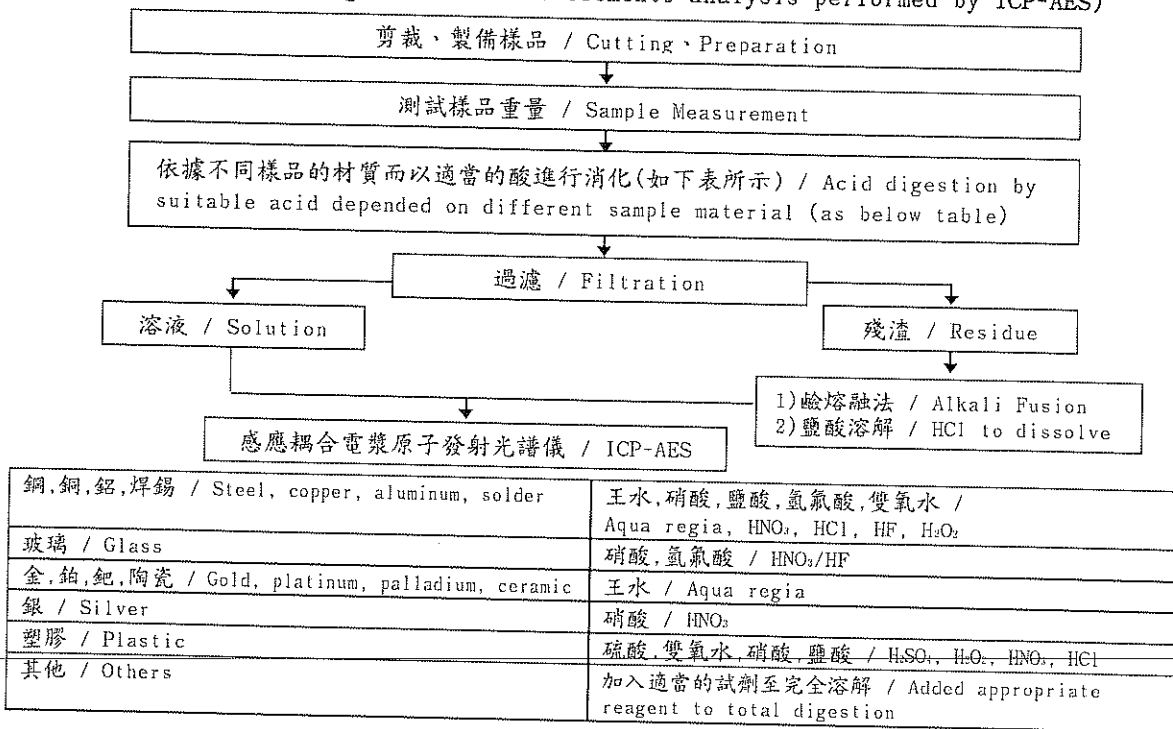 elements analysis performed by ICP-AES)
剪裁、製備樣品 / Cutting、Preparation
測試樣品重量 / Sample Measurement
依據不同樣品的材質而以適當的酸進行消化(如下表所示) / Acid digestion by
suitable acid depended on different sample material (as below table)
過濾 / Filtration
溶液 / Solution
殘渣 / Residue
1)鹼熔融法 / Alkali Fusion
2)鹽酸溶解 / HCl to dissolve
感應耦合電漿原子發射光譜儀 / ICP-AES
鋼,銅,鋁,焊錫 / Steel, copper, aluminum, solder
王水,硝酸,鹽酸,氫氟酸,雙氧水 /
Aqua regia, HNO₃, HCl, HF, H₂O₂
玻璃 / Glass
硝酸,氫氟酸 / HNO₃/HF
金,鉑,鈀,陶瓷 / Gold, platinum, palladium, ceramic
王水 / Aqua regia
銀 / Silver
硝酸 / HNO₃
塑膠 / Plastic
硫酸,雙氧水,硝酸,鹽酸 / H₂SO₄, H₂O₂, HNO₃, HCl
其他 / Others
加入適當的試劑至完全溶解 / Added appropriate
reagent to total digestion